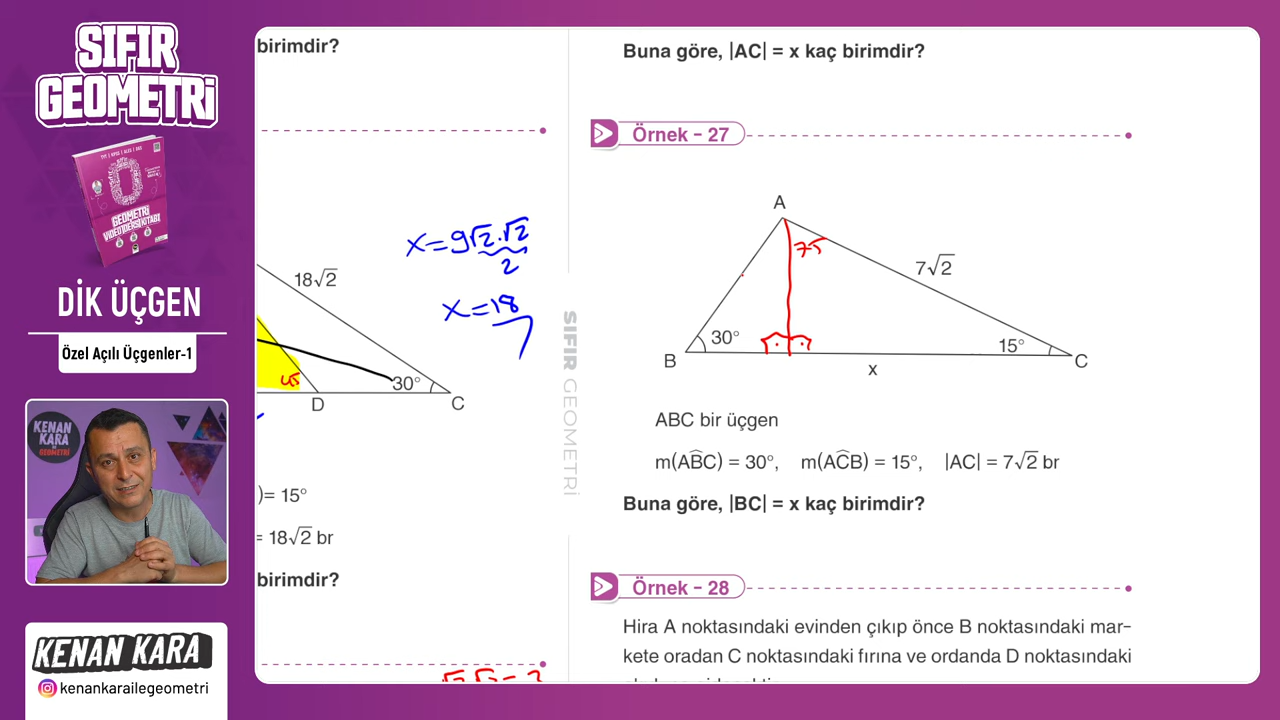 SIFIR
GEOMETRİ
GEOMETRİ
VİDEO DERS KİTABI
DİK ÜÇGEN
Özel Açılı Üçgenler-1
KENAN
KARA
GEOMETRİ
KENAN KARA
kenankarailegeometri
birimdir?
18√2
x=9√2.√2
2
x=18
45
30°
D
C
)= 15°
= 18√2 br
birimdir?
SIFIR GEOMETRİ
Buna göre, |AC| = x kaç birimdir?
Örnek - 27
A
75
7√2
30°
15°
B
x
C
ABC bir üçgen
m(ABC) = 30°, m(ACB) = 15°, |AC| = 7√2 br
Buna göre, |BC| = x kaç birimdir?
Örnek - 28
Hira A noktasındaki evinden çıkıp önce B noktasındaki mar-
kete oradan C noktasındaki fırına ve ordanda D noktasındaki